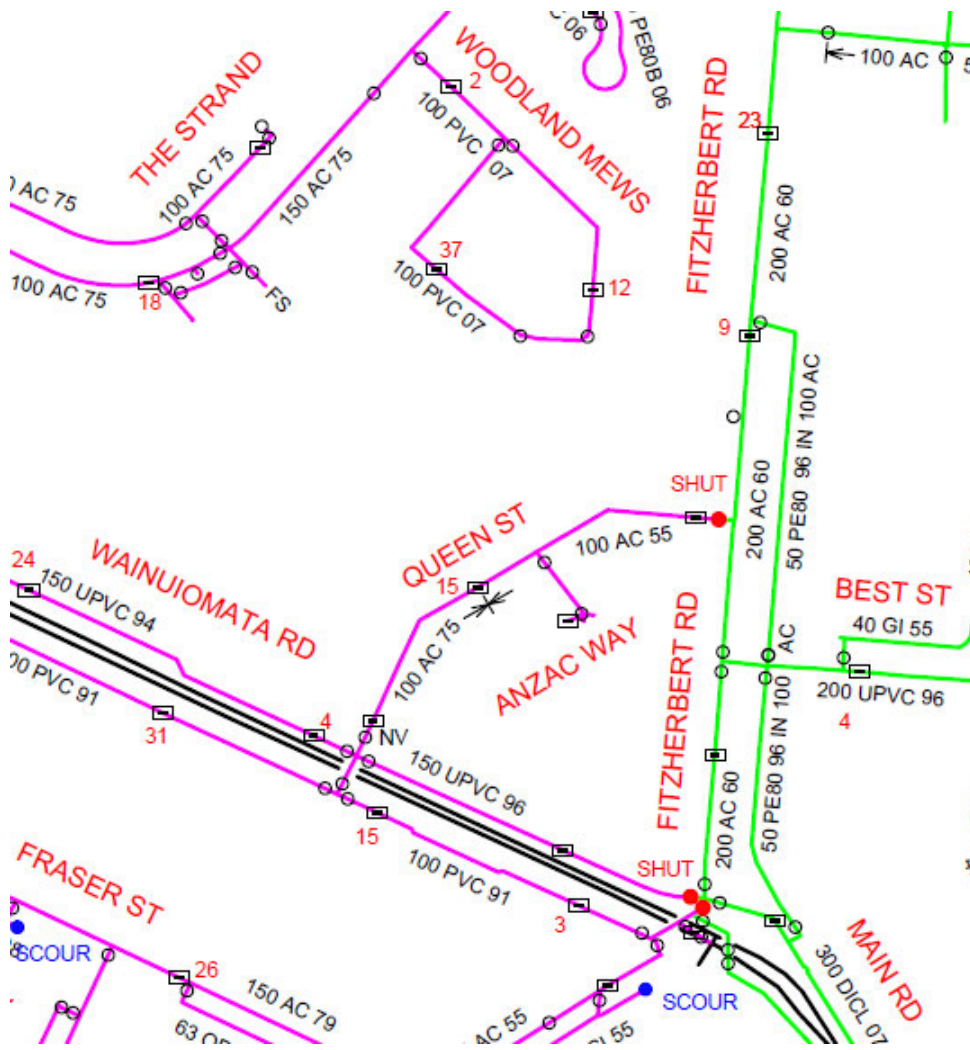 C 06
PE80B 06
WOODLAND MEWS
2
100 PVC 07
THE STRAND
100 AC 75
150 AC 75
AC 75
100 AC 75
18
FS
37
100 PVC 07
12
FITZHERBERT RD
100 AC
23
200 AC 60
9
50 PE80 96 IN 100 AC
200 AC 60
SHUT
QUEEN ST
100 AC 55
15
24
WAINUIOMATA RD
150 UPVC 94
100 AC 75
ANZAC WAY
FITZHERBERT RD
BEST ST
40 GI 55
200 UPVC 96
4
50 PE80 96 IN 100 AC
00 PVC 91
31
4
NV
150 UPVC 96
15
100 PVC 91
200 AC 60
SHUT
3
FRASER ST
SCOUR
26
150 AC 79
AC 55
SCOUR
MAIN RD
300 DICL 07